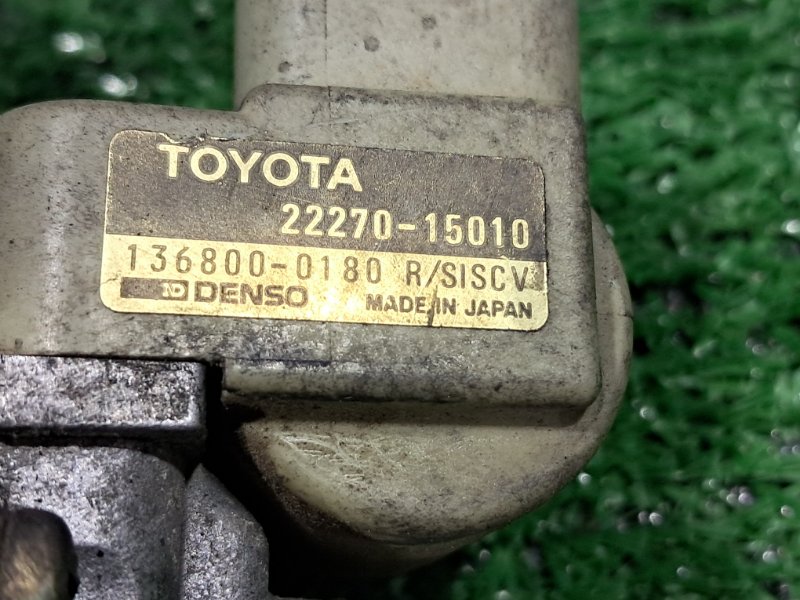 TOYOTA
22270-15010
136800-0180 R/SISCV
DENSO MADE IN JAPAN